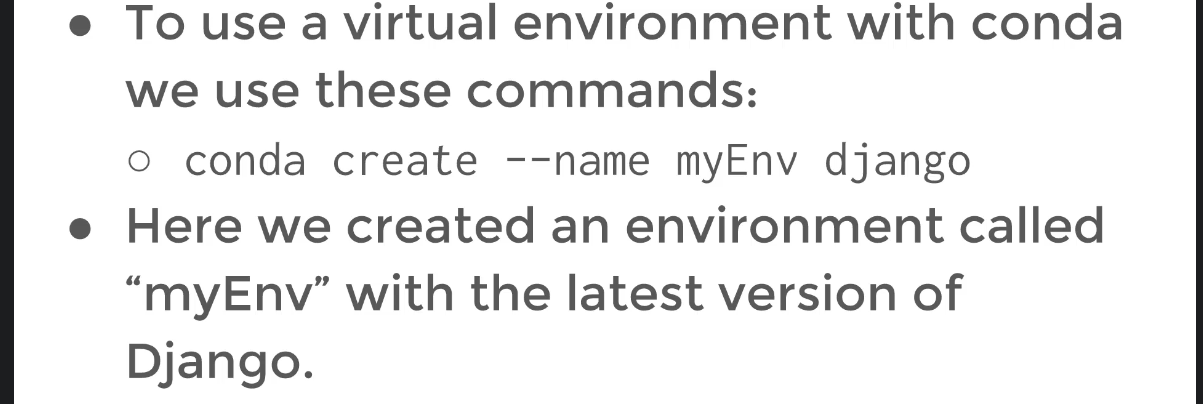 ● To use a virtual environment with conda
we use these commands:
○ conda create --name myEnv django
● Here we created an environment called
“myEnv” with the latest version of
Django.